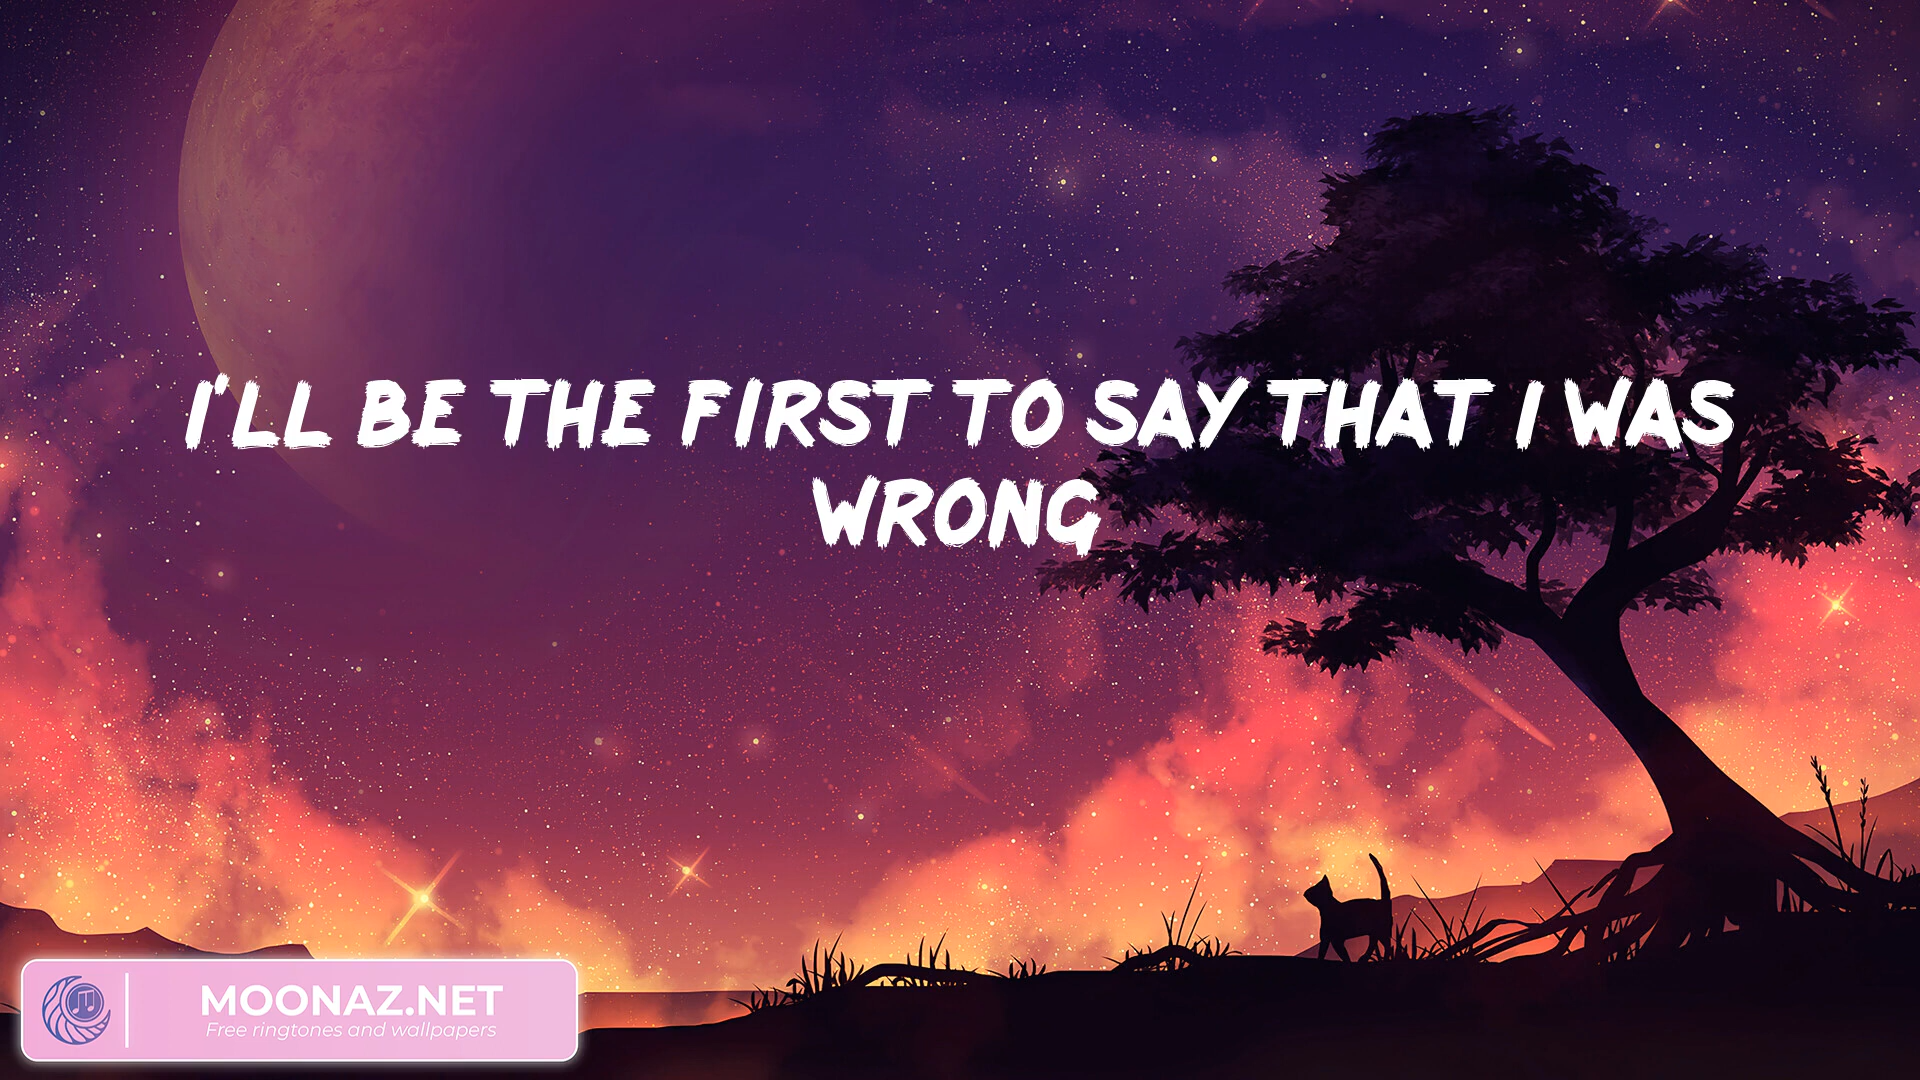 I'LL BE THE FIRST TO SAY THAT I WAS
WRONG
MOONAZ.NET
Free ringtones and wallpapers